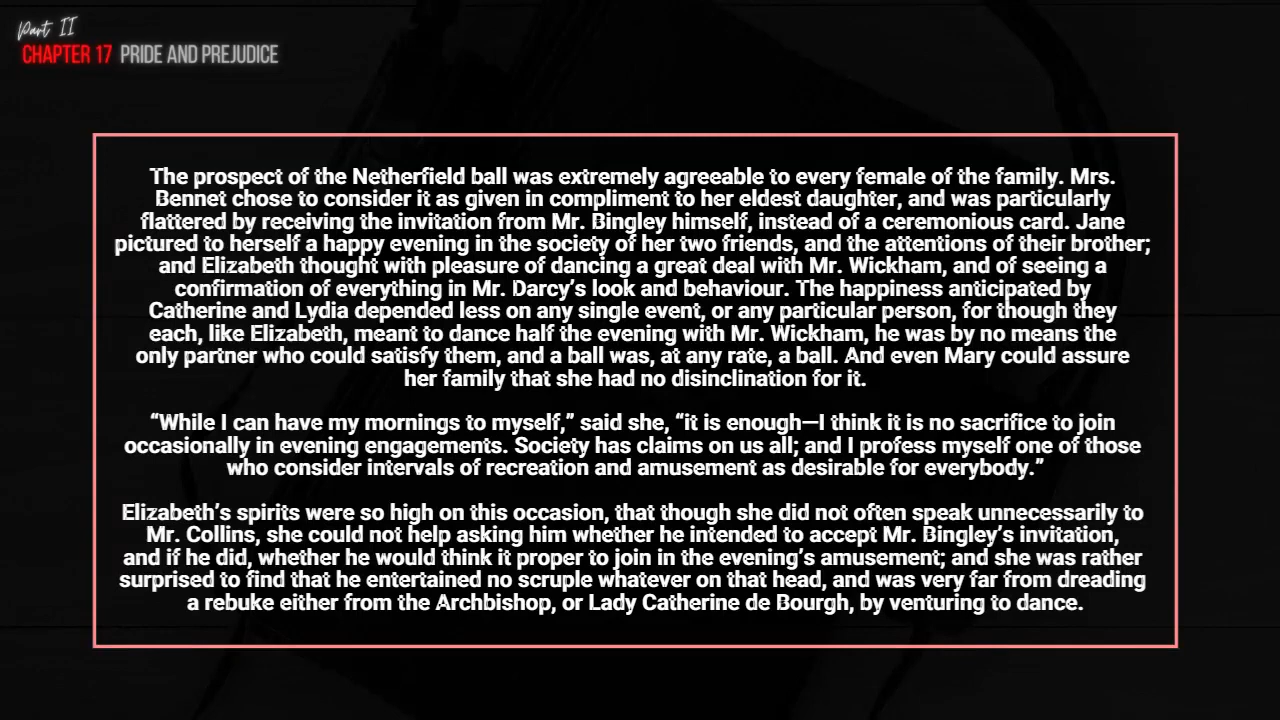 Part II
CHAPTER 17 PRIDE AND PREJUDICE
The prospect of the Netherfield ball was extremely agreeable to every female of the family. Mrs.
Bennet chose to consider it as given in compliment to her eldest daughter, and was particularly
flattered by receiving the invitation from Mr. Bingley himself, instead of a ceremonious card. Jane
pictured to herself a happy evening in the society of her two friends, and the attentions of their brother;
and Elizabeth thought with pleasure of dancing a great deal with Mr. Wickham, and of seeing a
confirmation of everything in Mr. Darcy’s look and behaviour. The happiness anticipated by
Catherine and Lydia depended less on any single event, or any particular person, for though they
each, like Elizabeth, meant to dance half the evening with Mr. Wickham, he was by no means the
only partner who could satisfy them, and a ball was, at any rate, a ball. And even Mary could assure
her family that she had no disinclination for it.
“While I can have my mornings to myself,” said she, “it is enough—I think it is no sacrifice to join
occasionally in evening engagements. Society has claims on us all; and I profess myself one of those
who consider intervals of recreation and amusement as desirable for everybody.”
Elizabeth’s spirits were so high on this occasion, that though she did not often speak unnecessarily to
Mr. Collins, she could not help asking him whether he intended to accept Mr. Bingley’s invitation,
and if he did, whether he would think it proper to join in the evening’s amusement; and she was rather
surprised to find that he entertained no scruple whatever on that head, and was very far from dreading
a rebuke either from the Archbishop, or Lady Catherine de Bourgh, by venturing to dance.